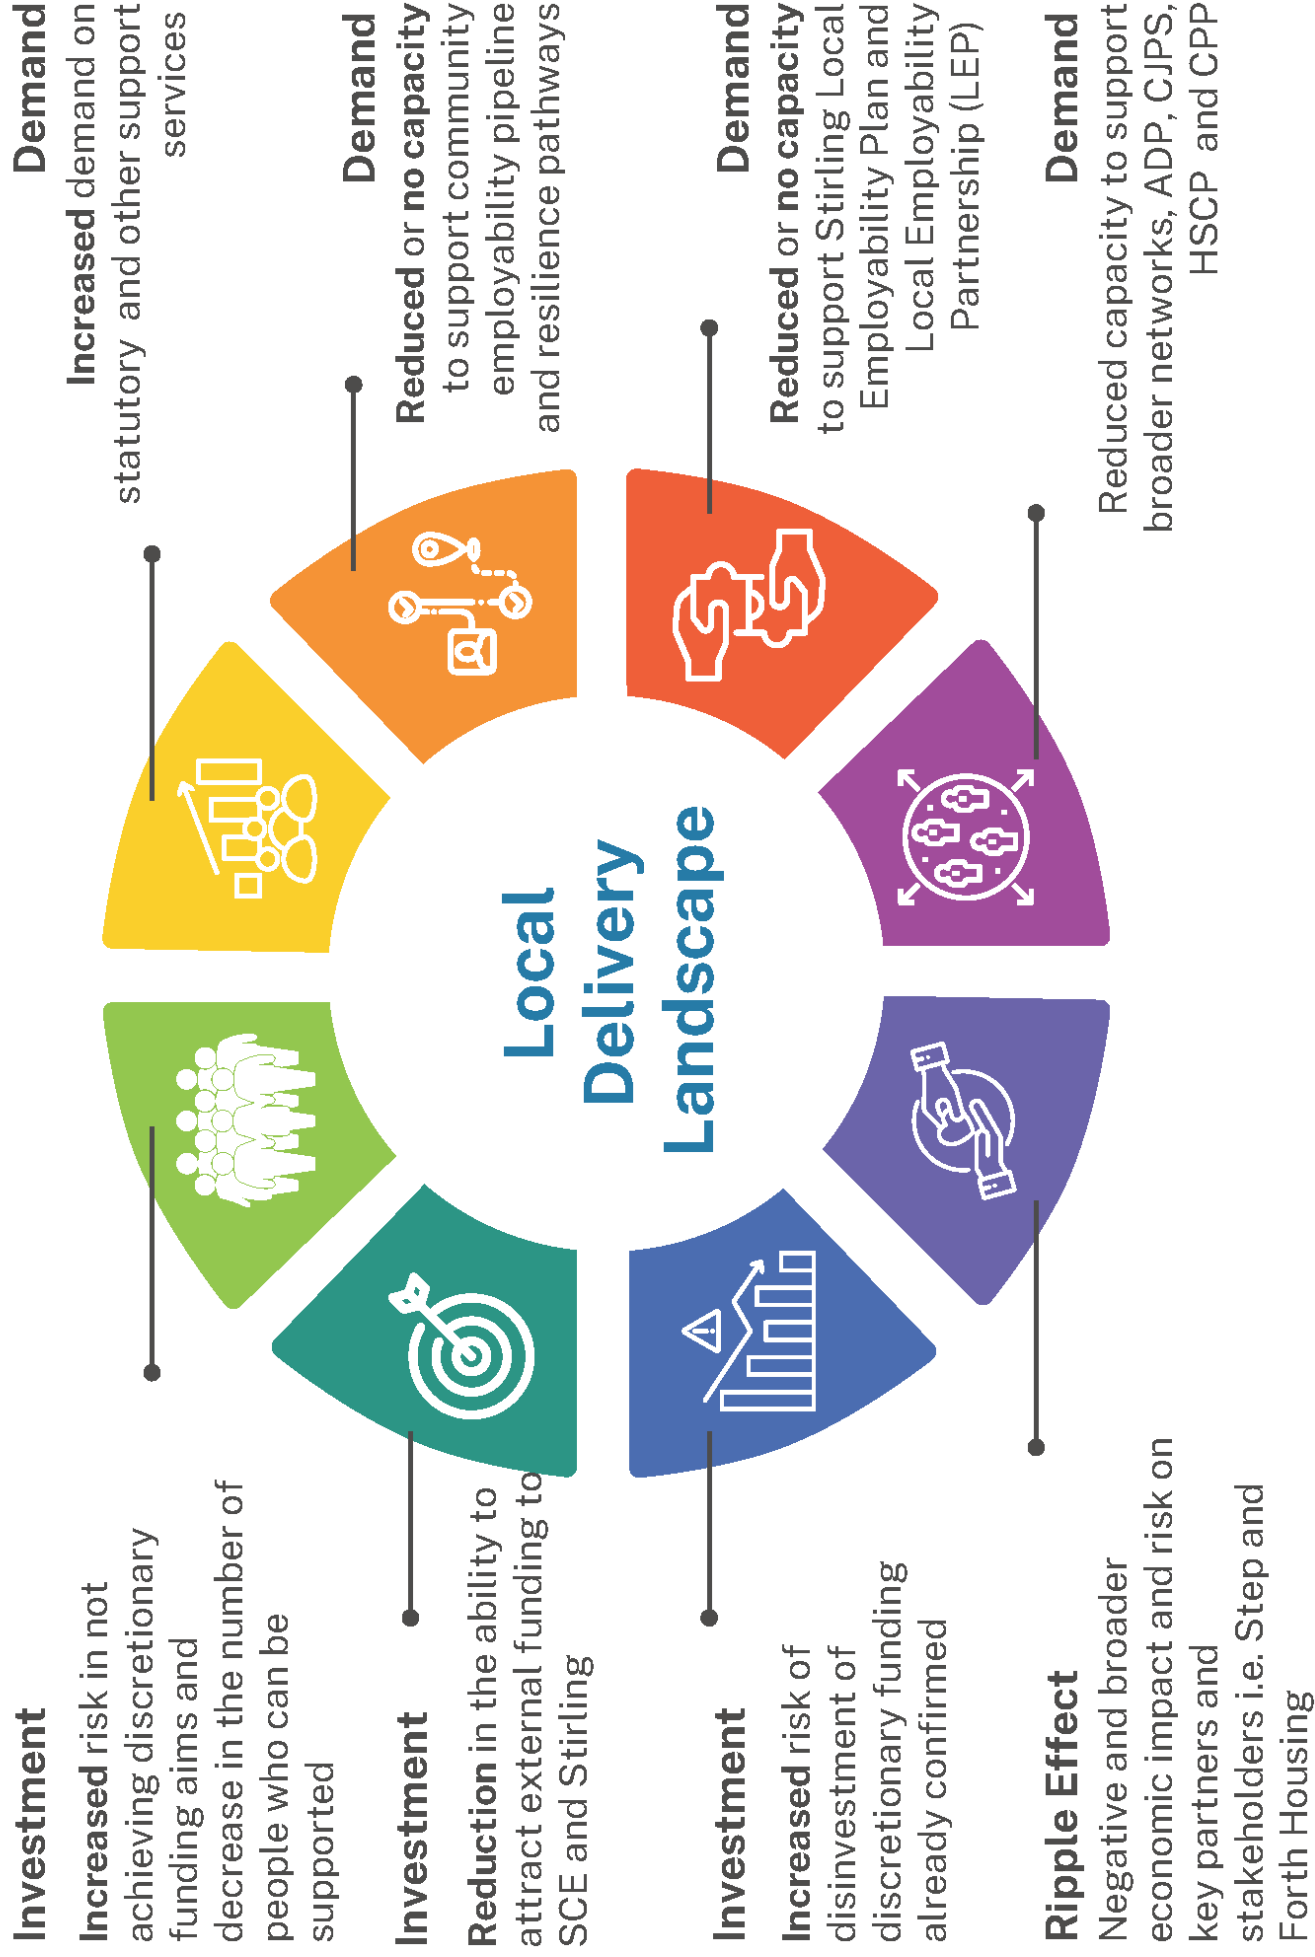 Investment
Increased risk in not
achieving discretionary
funding aims and
decrease in the number of
people who can be
supported
Investment
Reduction in the ability to
attract external funding to
SCE and Stirling
Investment
Increased risk of
disinvestment of
discretionary funding
already confirmed
Ripple Effect
Negative and broader
economic impact and risk on
key partners and
stakeholders i.e. Step and
Forth Housing
Local
Delivery
Landscape
Demand
Increased demand on
statutory and other support
services
Demand
Reduced or no capacity
to support community
employability pipeline
and resilience pathways
Demand
Reduced or no capacity
to support Stirling Local
Employability Plan and
Local Employability
Partnership (LEP)
Demand
Reduced capacity to support
broader networks, ADP, CJPS,
HSCP and CPP